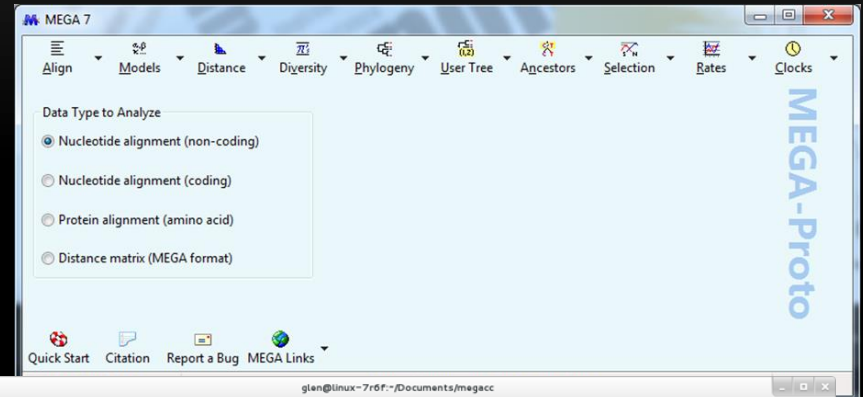 MEGA 7
Align Models Distance Diversity Phylogeny User Tree Ancestors Selection Rates Clocks
Data Type to Analyze
Nucleotide alignment (non-coding)
Nucleotide alignment (coding)
Protein alignment (amino acid)
Distance matrix (MEGA format)
MEGA-Proto
Quick Start Citation Report a Bug MEGA Links
glen@linux-7r6f:~/Documents/megacc